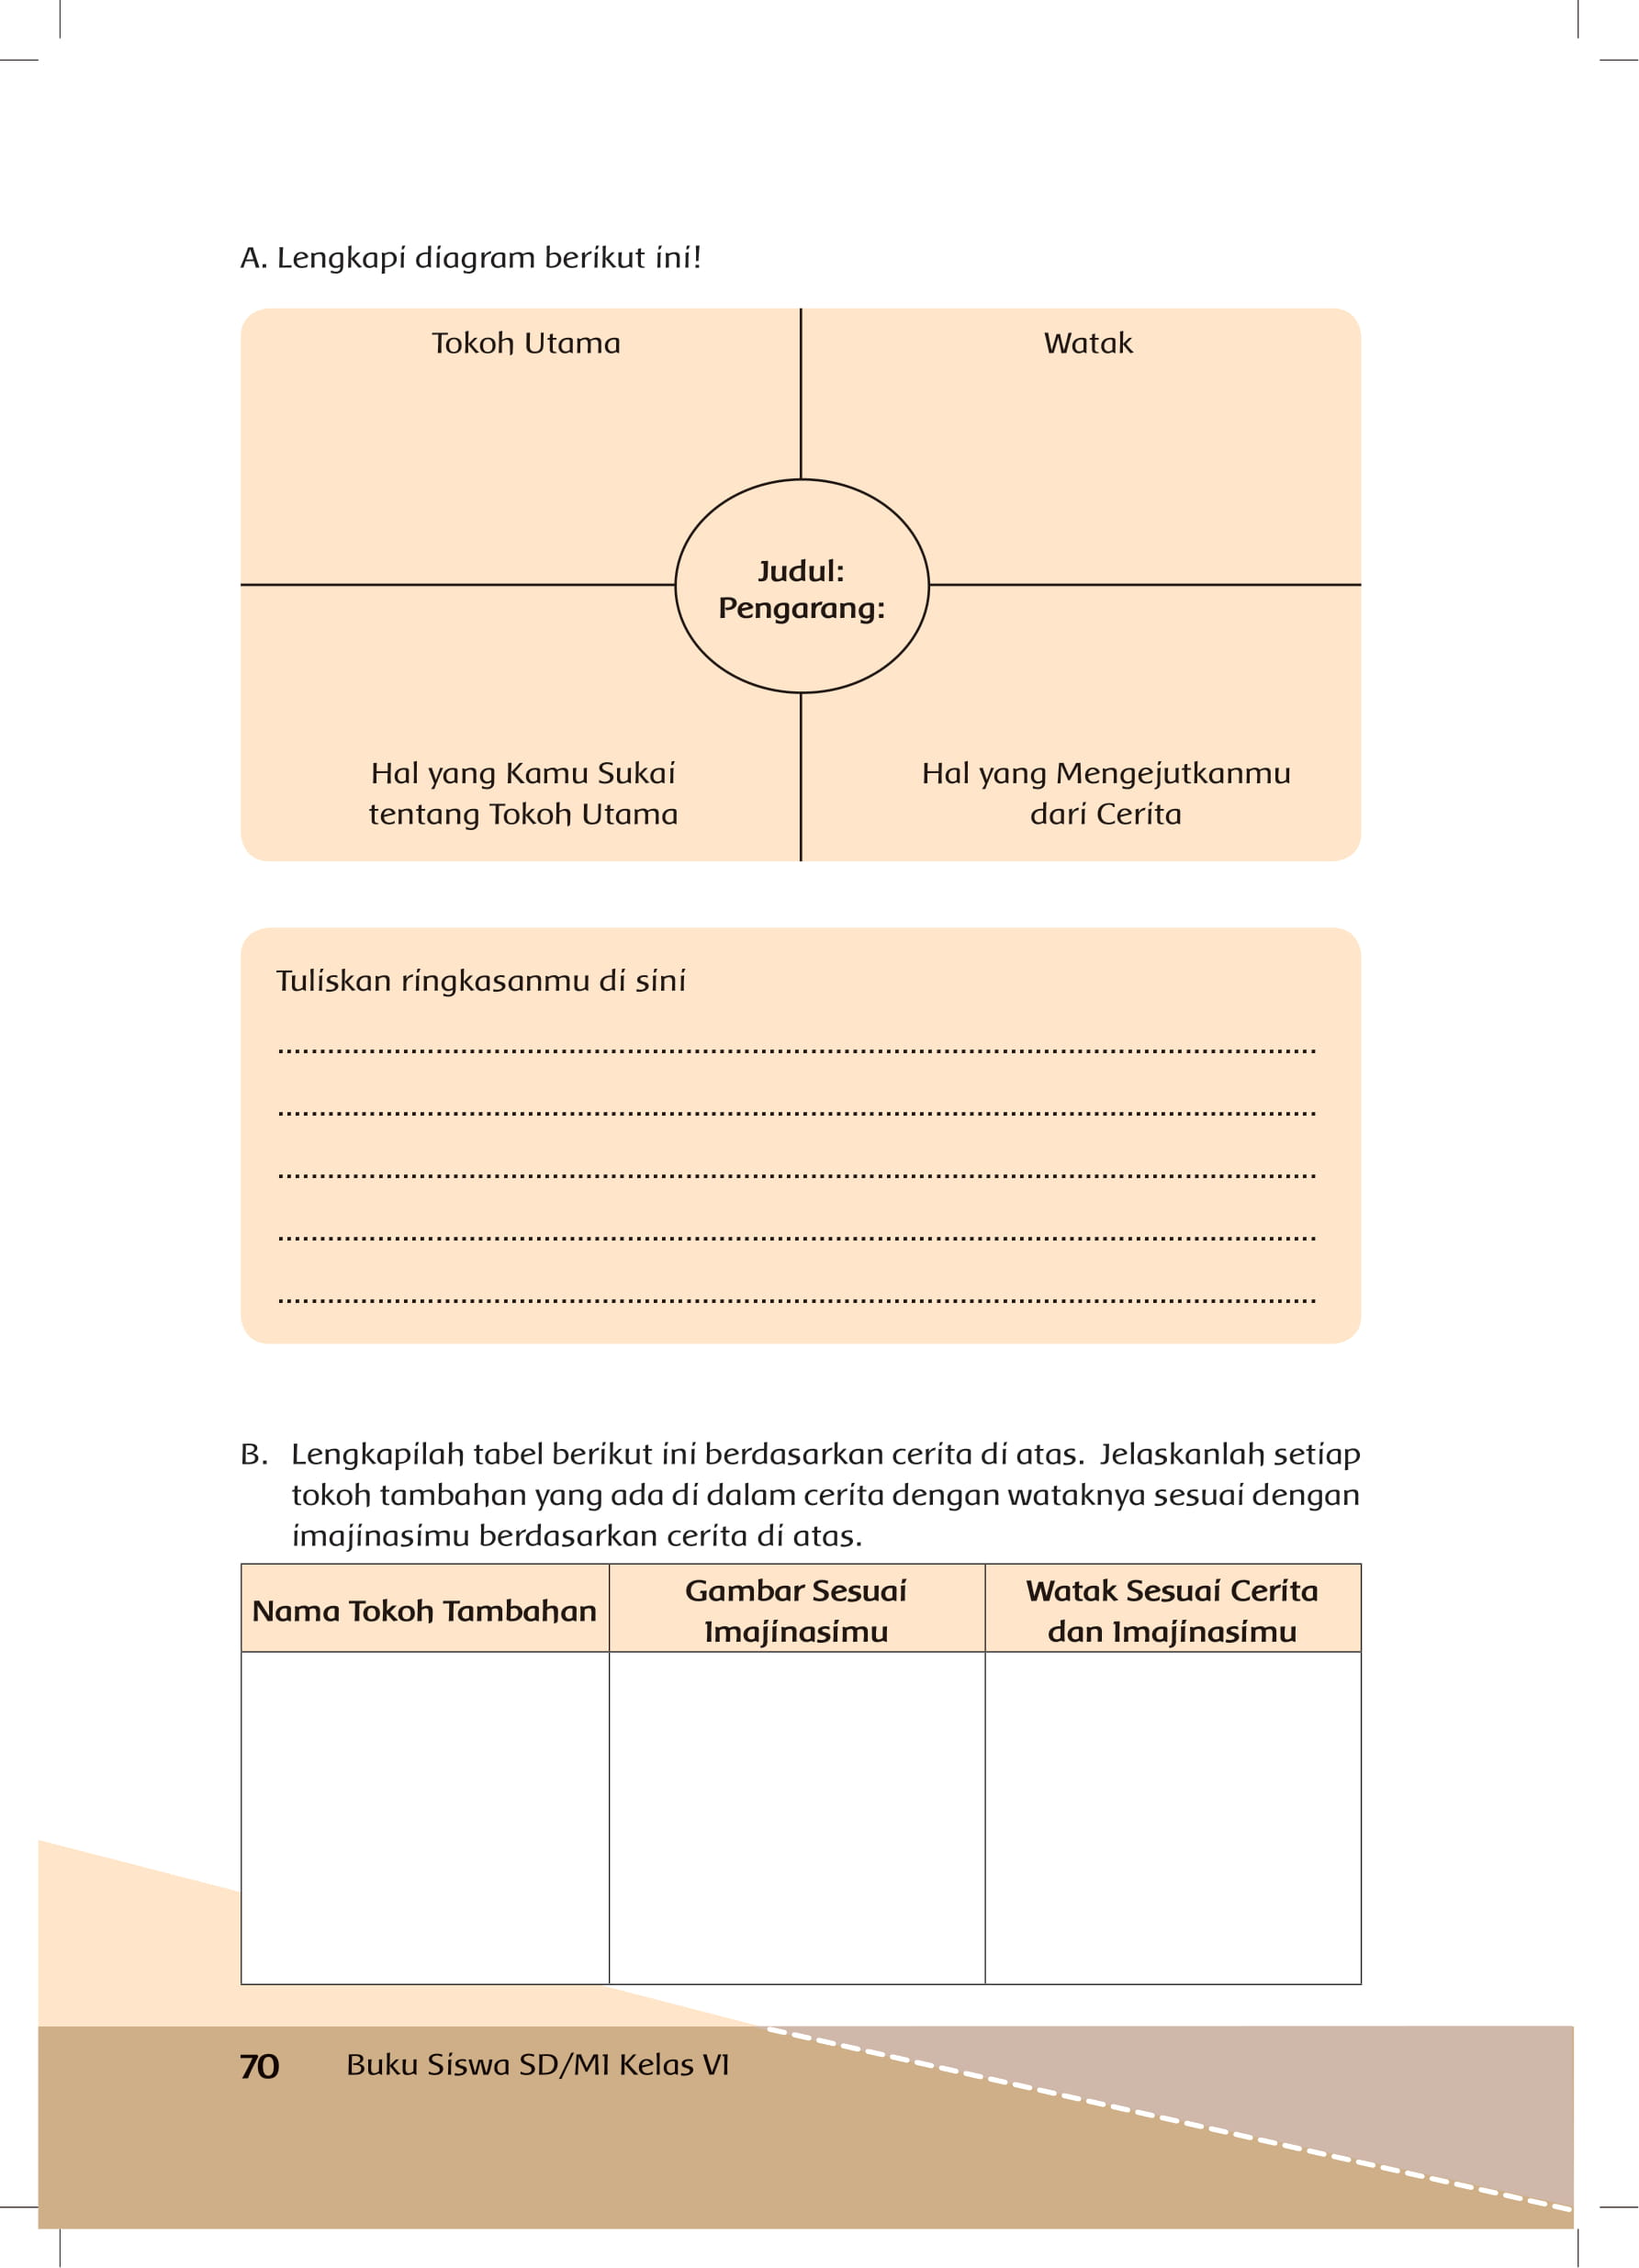 A. Lengkapi diagram berikut ini!
Tokoh Utama
Watak
Judul:
Pengarang:
Hal yang Kamu Sukai
tentang Tokoh Utama
Hal yang Mengejutkanmu
dari Cerita
Tuliskan ringkasanmu di sini
B. Lengkapilah tabel berikut ini berdasarkan cerita di atas. Jelaskanlah setiap
tokoh tambahan yang ada di dalam cerita dengan wataknya sesuai dengan
imajinasimu berdasarkan cerita di atas.
Nama Tokoh Tambahan
Gambar Sesuai
Imajinasimu
Watak Sesuai Cerita
dan Imajinasimu
70 Buku Siswa SD/MI Kelas VI